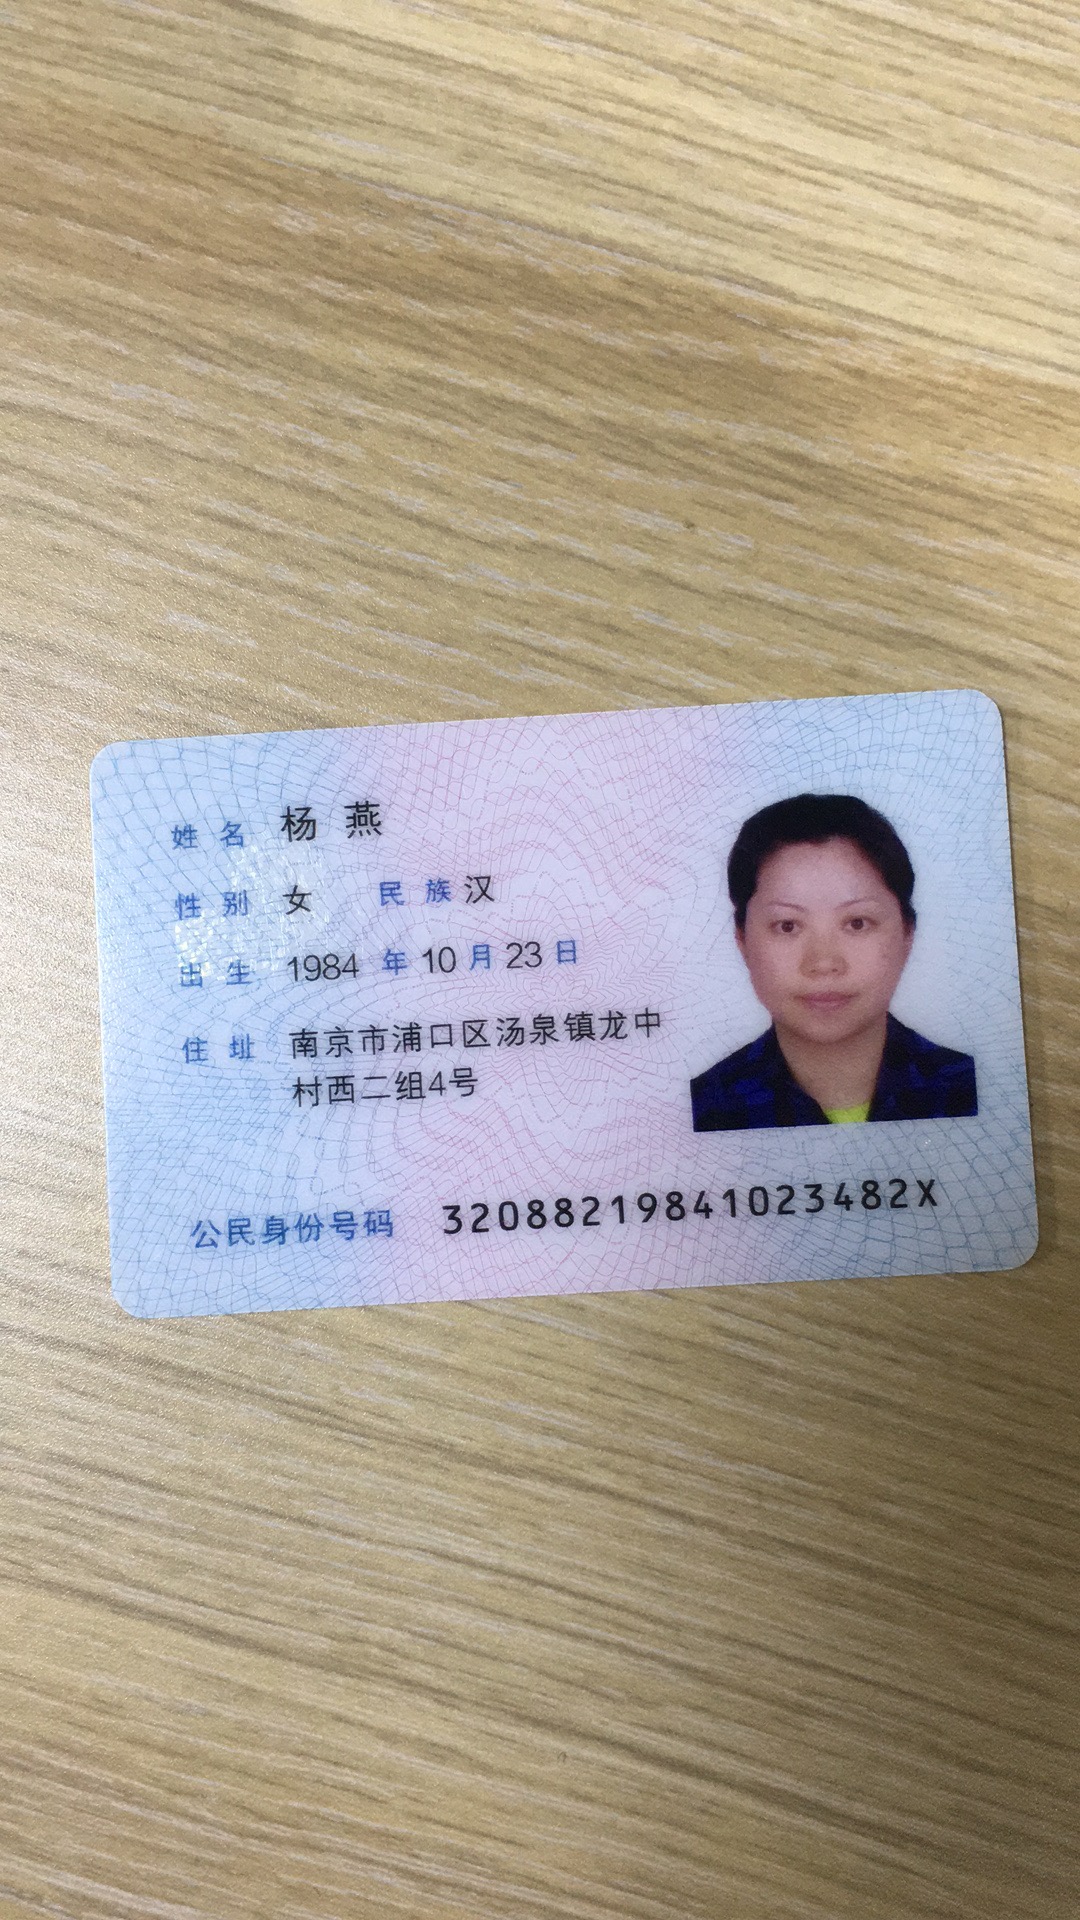 姓名 杨燕
性别 女 民族 汉
出生 1984 年 10 月 23 日
住址 南京市浦口区汤泉镇龙中
村西二组4号
公民身份号码 32088219841023482X